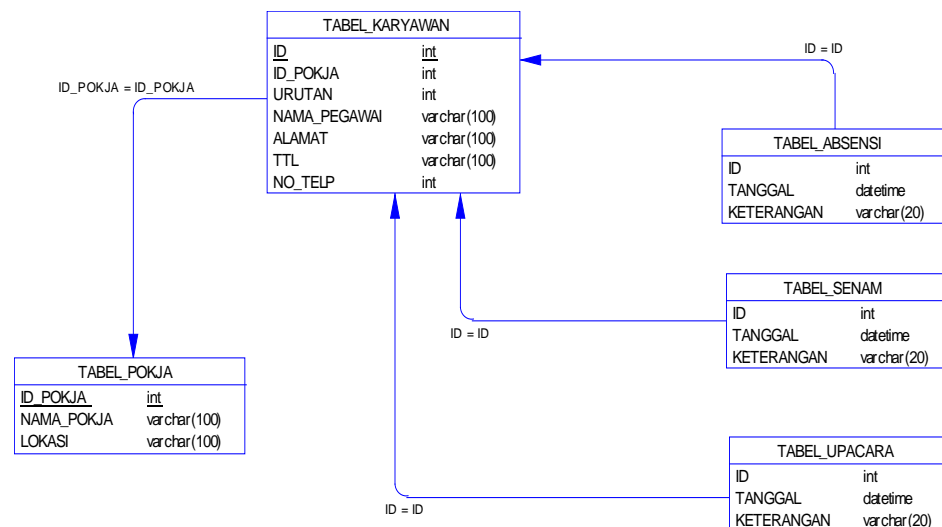 TABEL_KARYAWAN
ID int
ID_POKJA int
URUTAN int
NAMA_PEGAWAI varchar(100)
ALAMAT varchar(100)
TTL varchar(100)
NO_TELP int
ID_POKJA = ID_POKJA
ID = ID
TABEL_ABSENSI
ID int
TANGGAL datetime
KETERANGAN varchar(20)
TABEL_SENAM
ID int
TANGGAL datetime
KETERANGAN varchar(20)
ID = ID
TABEL_POKJA
ID_POKJA int
NAMA_POKJA varchar(100)
LOKASI varchar(100)
TABEL_UPACARA
ID int
TANGGAL datetime
KETERANGAN varchar(20)
ID = ID